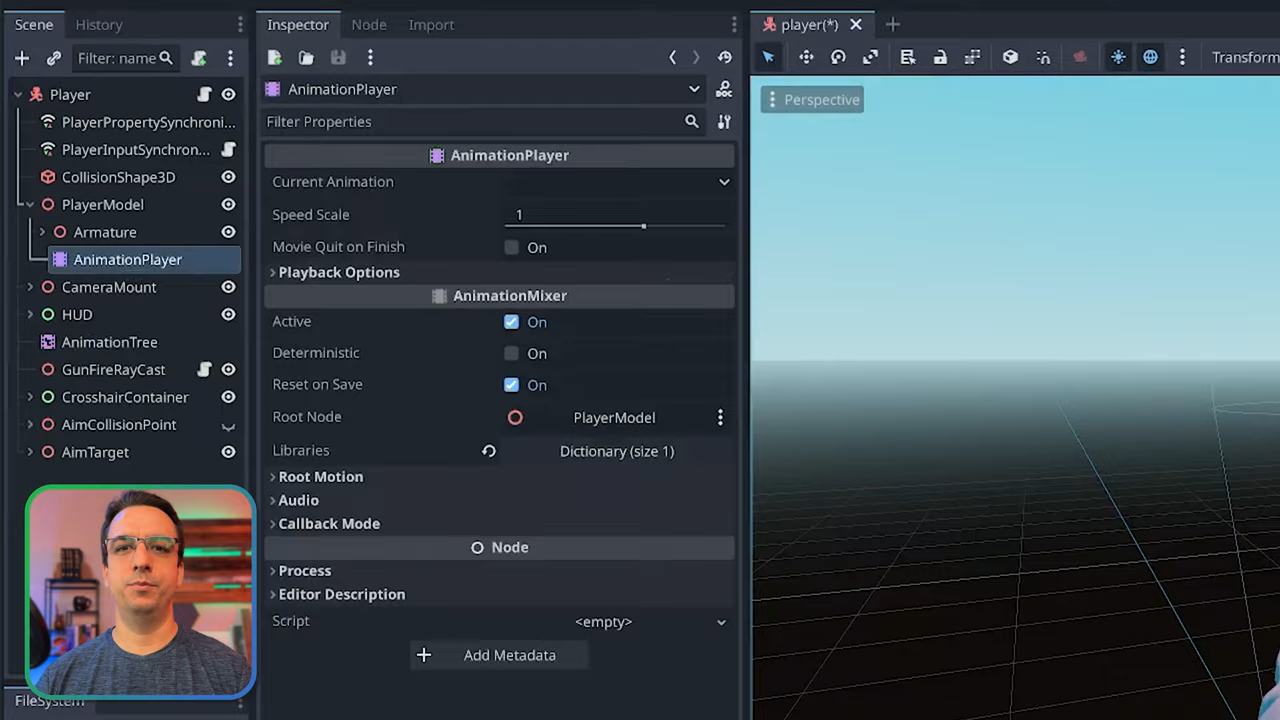 Scene
History
Filter: name
Player
PlayerPropertySynchroni...
PlayerInputSynchron...
CollisionShape3D
PlayerModel
Armature
AnimationPlayer
CameraMount
HUD
AnimationTree
GunFireRayCast
CrosshairContainer
AimCollisionPoint
AimTarget
FileSystem
Inspector
Node
Import
AnimationPlayer
Filter Properties
AnimationPlayer
Current Animation
Speed Scale 1
Movie Quit on Finish On
Playback Options
AnimationMixer
Active On
Deterministic On
Reset on Save On
Root Node PlayerModel
Libraries Dictionary (size 1)
Root Motion
Audio
Callback Mode
Node
Process
Editor Description
Script <empty>
Add Metadata
player(*)
Transform
Perspective